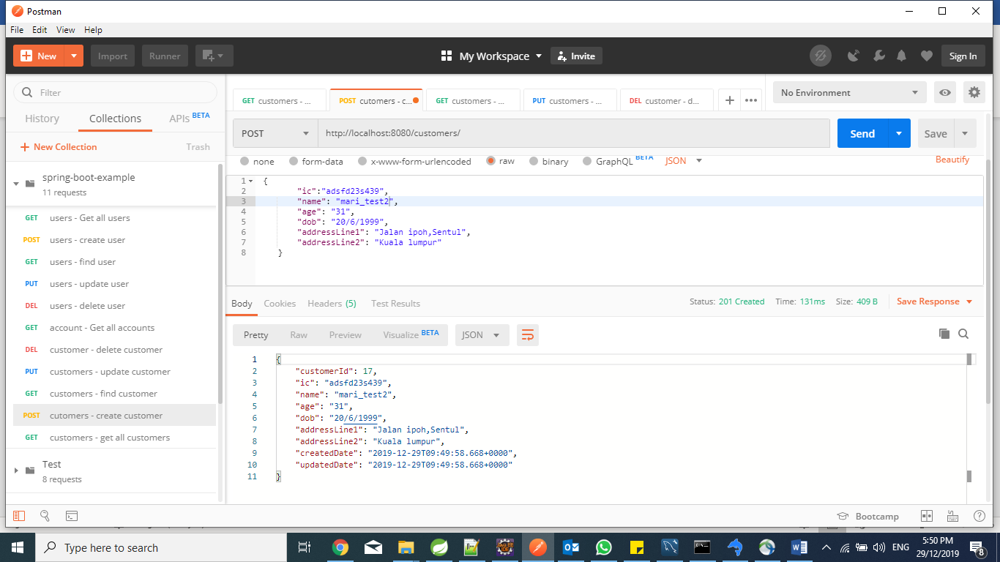 Postman
File Edit View Help
New Import Runner My Workspace Invite Sign In
Filter
History Collections APIs BETA
New Collection Trash
spring-boot-example
11 requests
GET users - Get all users
POST users - create user
GET users - find user
PUT users - update user
DEL users - delete user
GET account - Get all accounts
DEL customer - delete customer
PUT customers - update customer
GET customers - find customer
POST cutomers - create customer
GET customers - get all customers
Test
8 requests
GET customers - ... POST cutomers - c... GET customers - ... PUT customers - ... DEL customer - d... No Environment
POST http://localhost:8080/customers/ Send Save
none form-data x-www-form-urlencoded raw binary GraphQL BETA JSON Beautify
1 {
2 "ic":"adsfd23s439",
3 "name": "mari_test2",
4 "age": "31",
5 "dob": "20/6/1999",
6 "addressLine1": "Jalan ipoh,Sentul",
7 "addressLine2": "Kuala lumpur"
8 }
Body Cookies Headers (5) Test Results Status: 201 Created Time: 131ms Size: 409 B Save Response
Pretty Raw Preview Visualize BETA JSON
1 {
2 "customerId": 17,
3 "ic": "adsfd23s439",
4 "name": "mari_test2",
5 "age": "31",
6 "dob": "20/6/1999",
7 "addressLine1": "Jalan ipoh,Sentul",
8 "addressLine2": "Kuala lumpur",
9 "createdDate": "2019-12-29T09:49:58.668+0000",
10 "updatedDate": "2019-12-29T09:49:58.668+0000"
11 }
Bootcamp
Type here to search
ENG
5:50 PM
29/12/2019
8